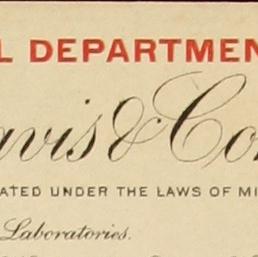 L DEPARTMEN
avis & Co
ATED UNDER THE LAWS OF MI
Laboratories.